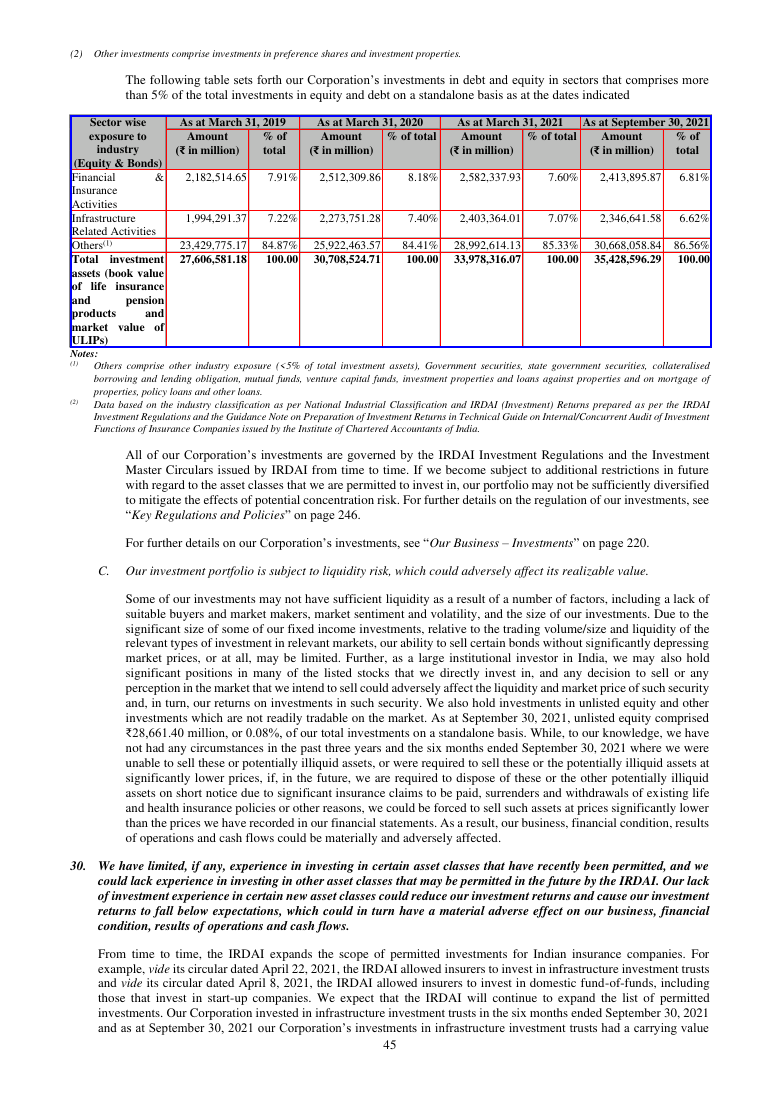 (2) Other investments comprise investments in preference shares and investment properties.
The following table sets forth our Corporation’s investments in debt and equity in sectors that comprises more
than 5% of the total investments in equity and debt on a standalone basis as at the dates indicated
Sector wise As at March 31, 2019 As at March 31, 2020 As at March 31, 2021 As at September 30, 2021
exposure to Amount % of Amount % of total Amount % of total Amount % of
industry (₹ in million) total (₹ in million) (₹ in million) (₹ in million) total
(Equity & Bonds)
Financial & 2,182,514.65 7.91% 2,512,309.86 8.18% 2,582,337.93 7.60% 2,413,895.87 6.81%
Insurance
Activities
Infrastructure 1,994,291.37 7.22% 2,273,751.28 7.40% 2,403,364.01 7.07% 2,346,641.58 6.62%
Related Activities
Others(1) 23,429,775.17 84.87% 25,922,463.57 84.41% 28,992,614.13 85.33% 30,668,058.84 86.56%
Total investment 27,606,581.18 100.00 30,708,524.71 100.00 33,978,316.07 100.00 35,428,596.29 100.00
assets (book value
of life insurance
and pension
products and
market value of
ULIPs)
Notes:
(1) Others comprise other industry exposure (<5% of total investment assets), Government securities, state government securities, collateralised
borrowing and lending obligation, mutual funds, venture capital funds, investment properties and loans against properties and on mortgage of
properties, policy loans and other loans.
(2) Data based on the industry classification as per National Industrial Classification and IRDAI (Investment) Returns prepared as per the IRDAI
Investment Regulations and the Guidance Note on Preparation of Investment Returns in Technical Guide on Internal/Concurrent Audit of Investment
Functions of Insurance Companies issued by the Institute of Chartered Accountants of India.
All of our Corporation’s investments are governed by the IRDAI Investment Regulations and the Investment
Master Circulars issued by IRDAI from time to time. If we become subject to additional restrictions in future
with regard to the asset classes that we are permitted to invest in, our portfolio may not be sufficiently diversified
to mitigate the effects of potential concentration risk. For further details on the regulation of our investments, see
“Key Regulations and Policies” on page 246.
For further details on our Corporation’s investments, see “Our Business – Investments” on page 220.
C. Our investment portfolio is subject to liquidity risk, which could adversely affect its realizable value.
Some of our investments may not have sufficient liquidity as a result of a number of factors, including a lack of
suitable buyers and market makers, market sentiment and volatility, and the size of our investments. Due to the
significant size of some of our fixed income investments, relative to the trading volume/size and liquidity of the
relevant types of investment in relevant markets, our ability to sell certain bonds without significantly depressing
market prices, or at all, may be limited. Further, as a large institutional investor in India, we may also hold
significant positions in many of the listed stocks that we directly invest in, and any decision to sell or any
perception in the market that we intend to sell could adversely affect the liquidity and market price of such security
and, in turn, our returns on investments in such security. We also hold investments in unlisted equity and other
investments which are not readily tradable on the market. As at September 30, 2021, unlisted equity comprised
₹28,661.40 million, or 0.08%, of our total investments on a standalone basis. While, to our knowledge, we have
not had any circumstances in the past three years and the six months ended September 30, 2021 where we were
unable to sell these or potentially illiquid assets, or were required to sell these or the potentially illiquid assets at
significantly lower prices, if, in the future, we are required to dispose of these or the other potentially illiquid
assets on short notice due to significant insurance claims to be paid, surrenders and withdrawals of existing life
and health insurance policies or other reasons, we could be forced to sell such assets at prices significantly lower
than the prices we have recorded in our financial statements. As a result, our business, financial condition, results
of operations and cash flows could be materially and adversely affected.
30. We have limited, if any, experience in investing in certain asset classes that have recently been permitted, and we
could lack experience in investing in other asset classes that may be permitted in the future by the IRDAI. Our lack
of investment experience in certain new asset classes could reduce our investment returns and cause our investment
returns to fall below expectations, which could in turn have a material adverse effect on our business, financial
condition, results of operations and cash flows.
From time to time, the IRDAI expands the scope of permitted investments for Indian insurance companies. For
example, vide its circular dated April 22, 2021, the IRDAI allowed insurers to invest in infrastructure investment trusts
and vide its circular dated April 8, 2021, the IRDAI allowed insurers to invest in domestic fund-of-funds, including
those that invest in start-up companies. We expect that the IRDAI will continue to expand the list of permitted
investments. Our Corporation invested in infrastructure investment trusts in the six months ended September 30, 2021
and as at September 30, 2021 our Corporation’s investments in infrastructure investment trusts had a carrying value
45